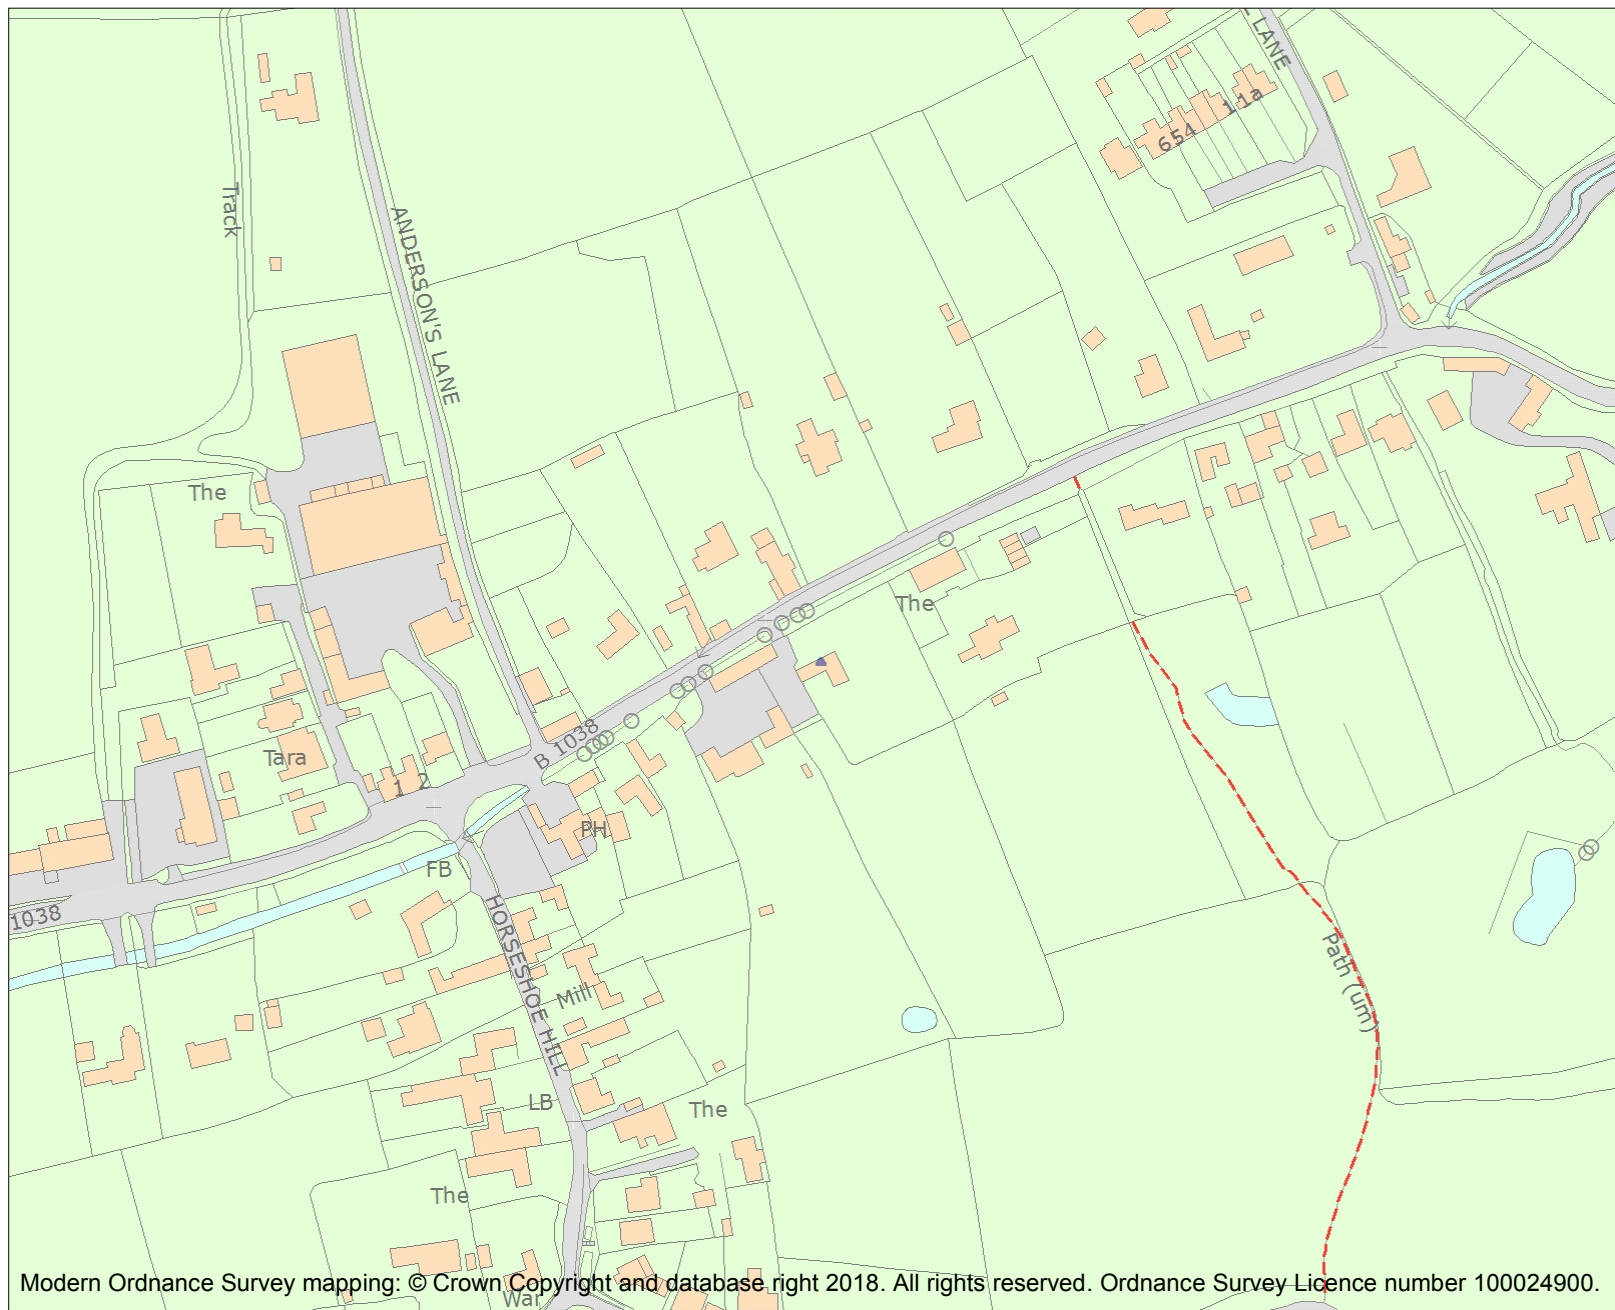 LANE
11a
654
Track
ANDERSON'S LANE
The
The
B 1038
Tara
1 2
PH
FB
1038
HORSESHOE HILL
Path (um)
Mill
LB
The
The
War
Modern Ordnance Survey mapping: © Crown Copyright and database right 2018. All rights reserved. Ordnance Survey Licence number 100024900.